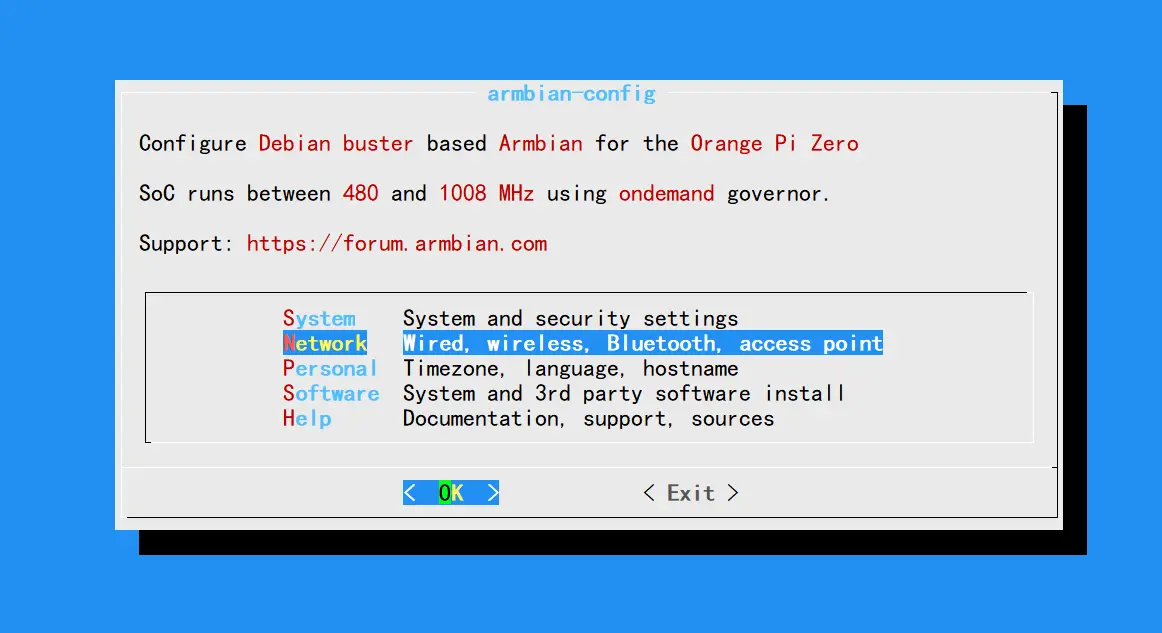 armbian-config
Configure Debian buster based Armbian for the Orange Pi Zero
SoC runs between 480 and 1008 MHz using ondemand governor.
Support: https://forum.armbian.com
System System and security settings
Network Wired, wireless, Bluetooth, access point
Personal Timezone, language, hostname
Software System and 3rd party software install
Help Documentation, support, sources
< OK > < Exit >